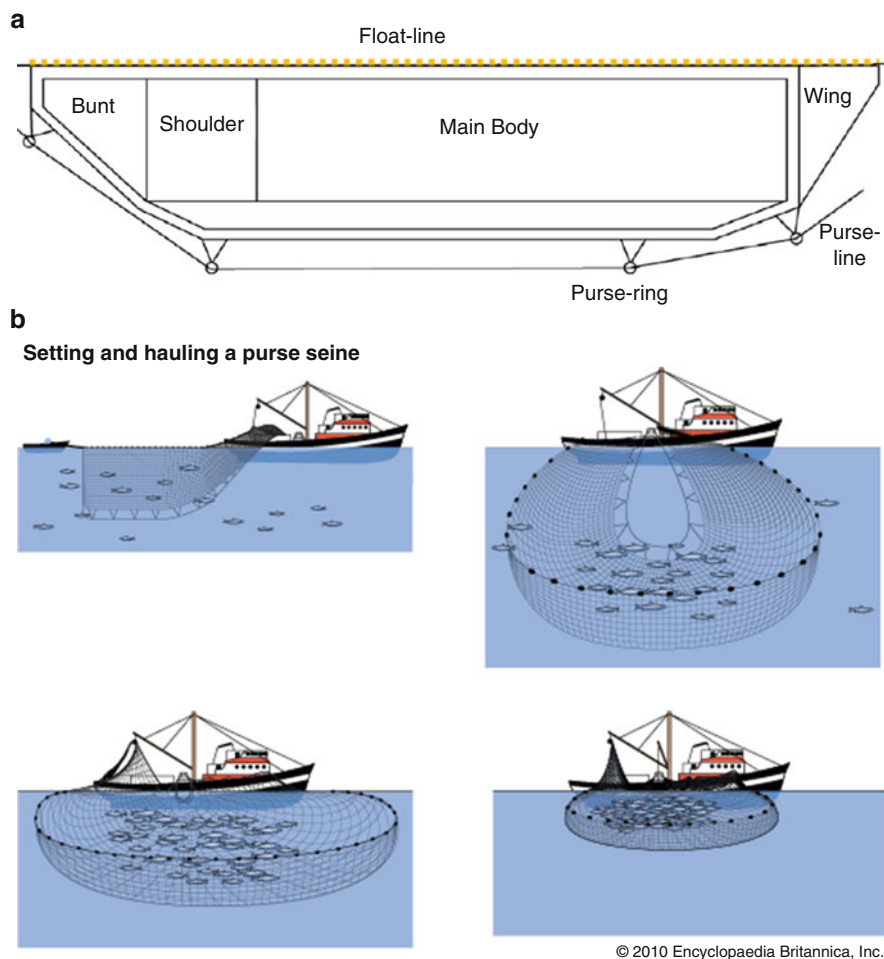 a
Float-line
Bunt
Shoulder
Main Body
Wing
Purse-
line
Purse-ring
b
Setting and hauling a purse seine
© 2010 Encyclopaedia Britannica, Inc.